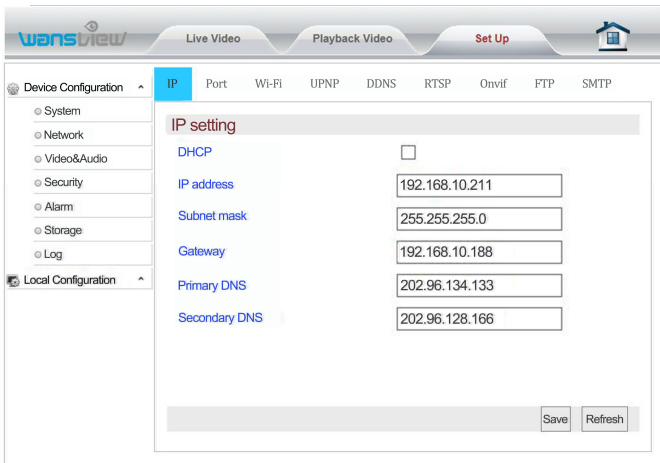 wansview
Live Video Playback Video Set Up
Device Configuration
System
Network
Video&Audio
Security
Alarm
Storage
Log
Local Configuration
IP Port Wi-Fi UPNP DDNS RTSP Onvif FTP SMTP
IP setting
DHCP
IP address 192.168.10.211
Subnet mask 255.255.255.0
Gateway 192.168.10.188
Primary DNS 202.96.134.133
Secondary DNS 202.96.128.166
Save Refresh